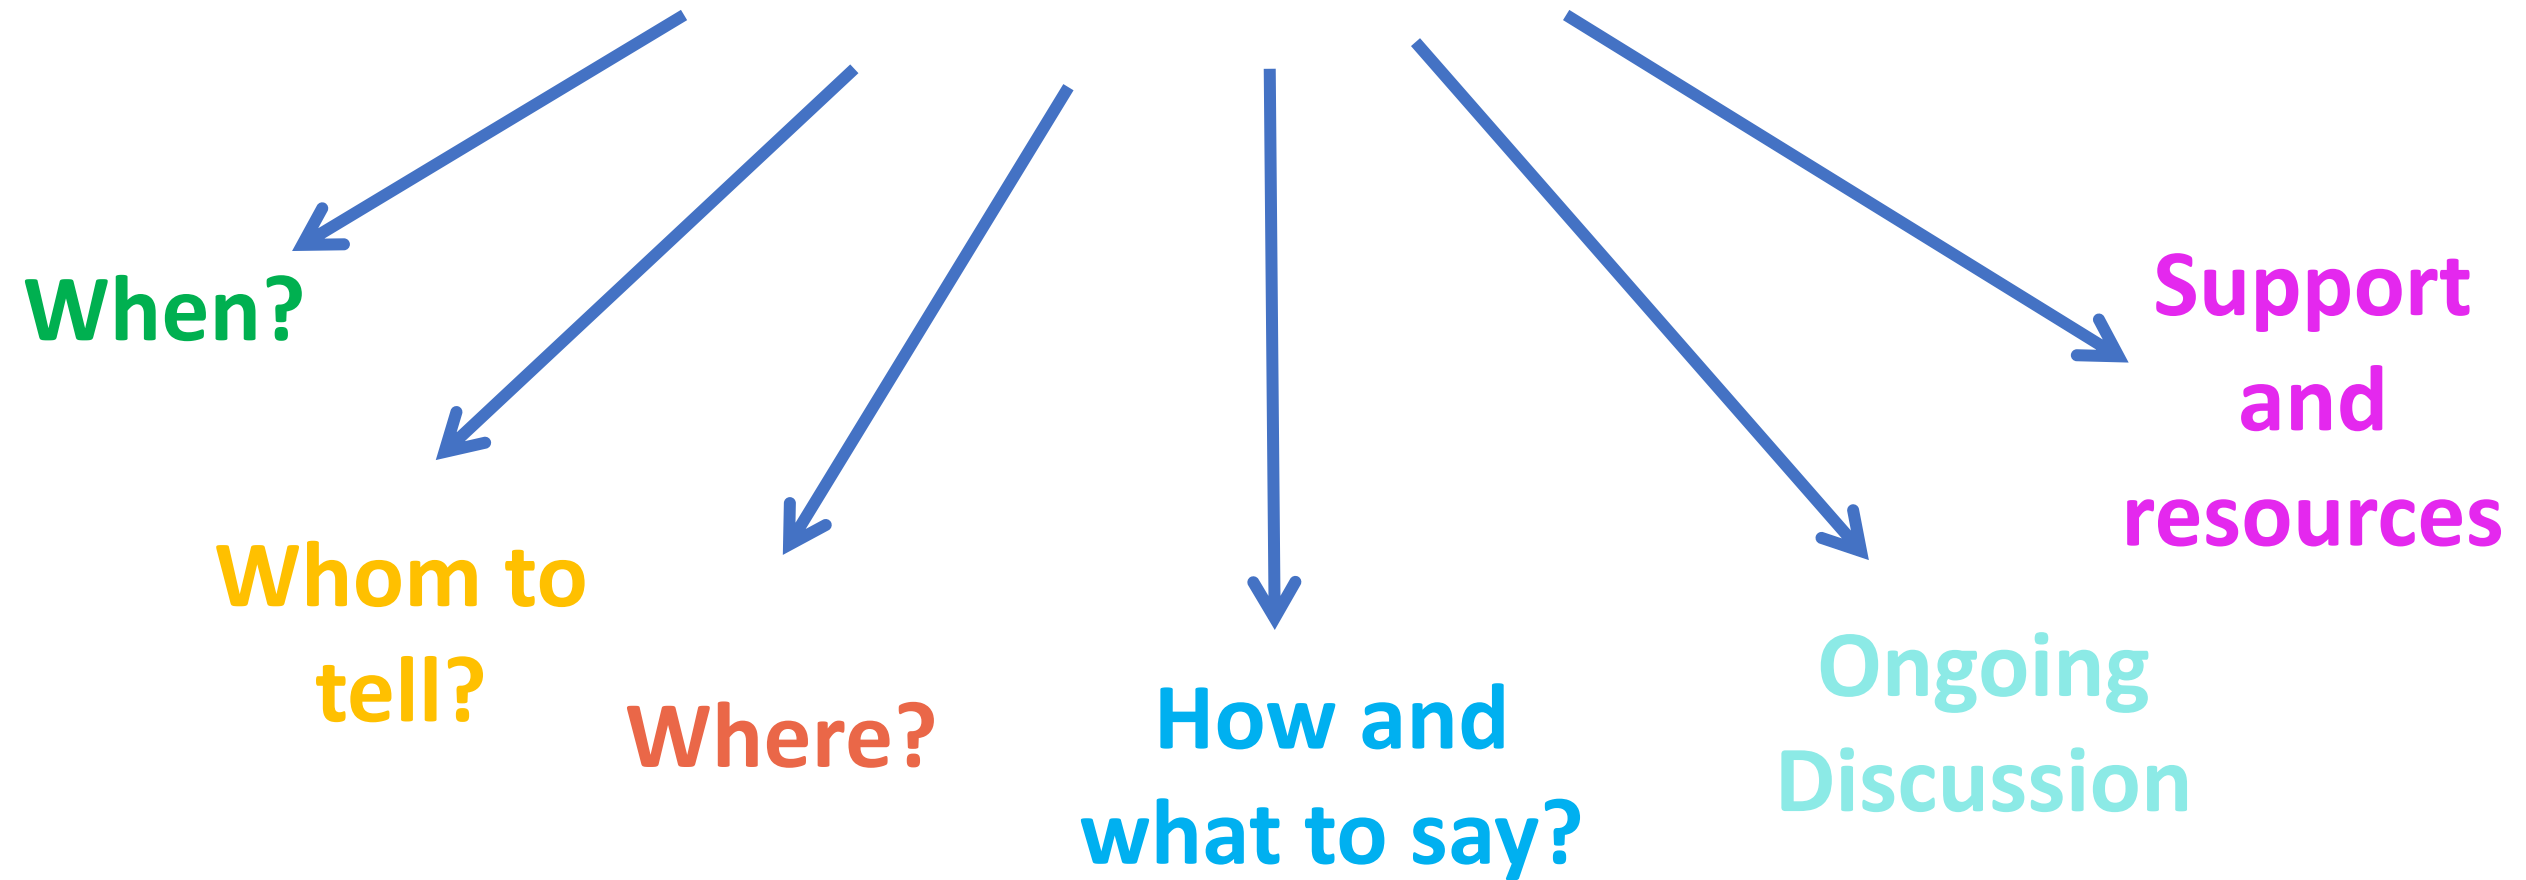 When?
Whom to
tell?
Where?
How and
what to say?
Ongoing
Discussion
Support
and
resources